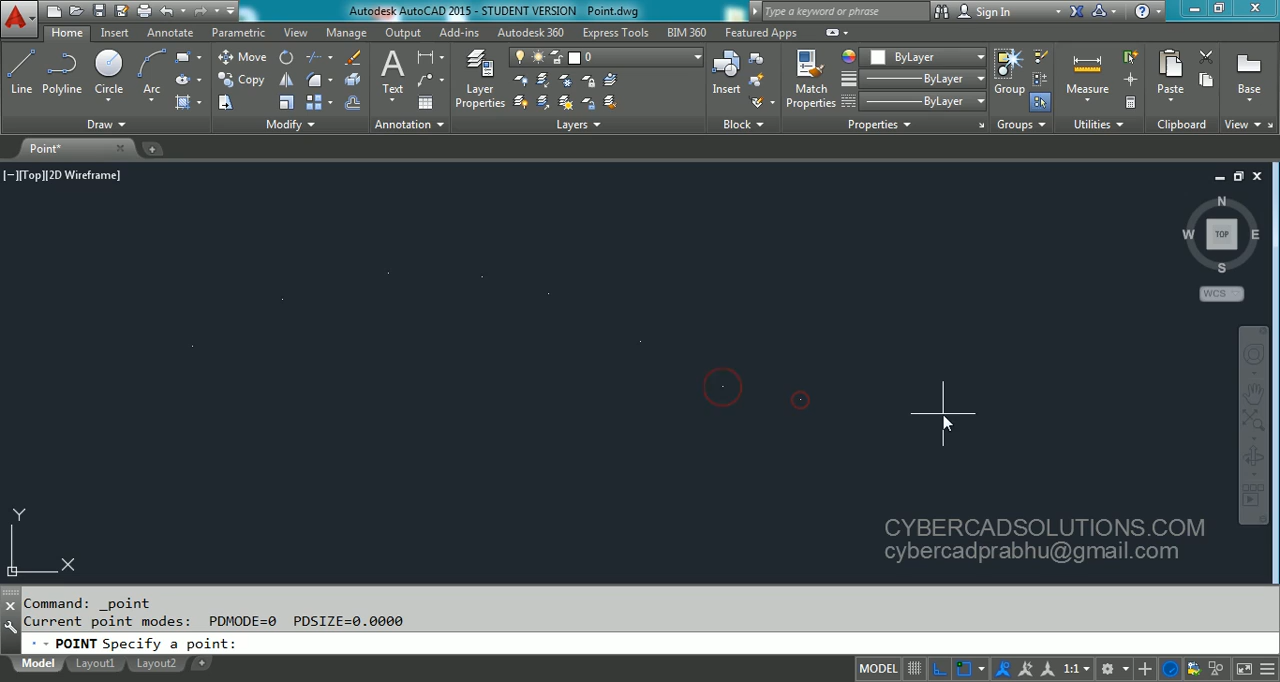 Autodesk AutoCAD 2015 - STUDENT VERSION Point.dwg
Type a keyword or phrase
Sign In
Home Insert Annotate Parametric View Manage Output Add-ins Autodesk 360 Express Tools BIM 360 Featured Apps
Line Polyline Circle Arc
Move
Copy
Text
Layer
Properties
0
Insert
Match
Properties
ByLayer
ByLayer
ByLayer
Group
Measure
Paste
Base
Draw Modify Annotation Layers Block Properties Groups Utilities Clipboard View
Point*
[−][Top][2D Wireframe]
N
W TOP E
S
WCS
Y
X
CYBERCADSOLUTIONS.COM
cybercadprabhu@gmail.com
Command: _point
Current point modes: PDMODE=0 PDSIZE=0.0000
POINT Specify a point:
Model Layout1 Layout2
MODEL 1:1